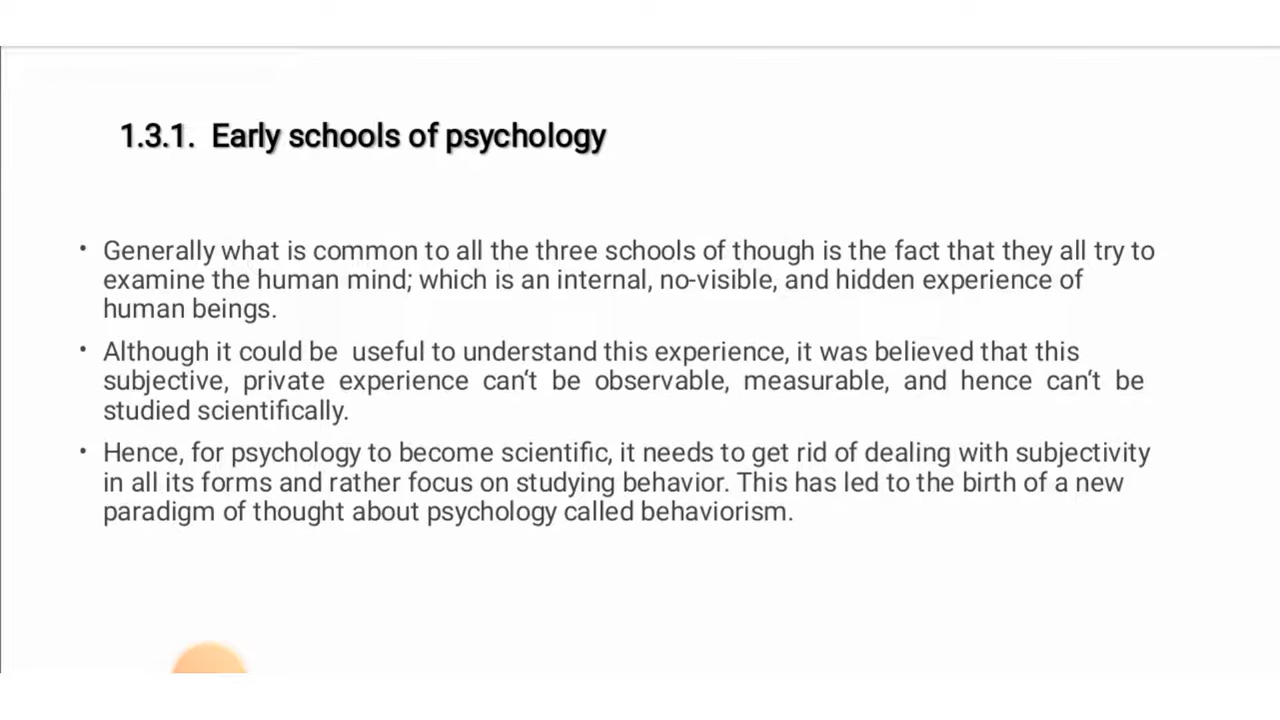 1.3.1. Early schools of psychology
• Generally what is common to all the three schools of though is the fact that they all try to
examine the human mind; which is an internal, no-visible, and hidden experience of
human beings.
• Although it could be useful to understand this experience, it was believed that this
subjective, private experience can‘t be observable, measurable, and hence can‘t be
studied scientifically.
• Hence, for psychology to become scientific, it needs to get rid of dealing with subjectivity
in all its forms and rather focus on studying behavior. This has led to the birth of a new
paradigm of thought about psychology called behaviorism.